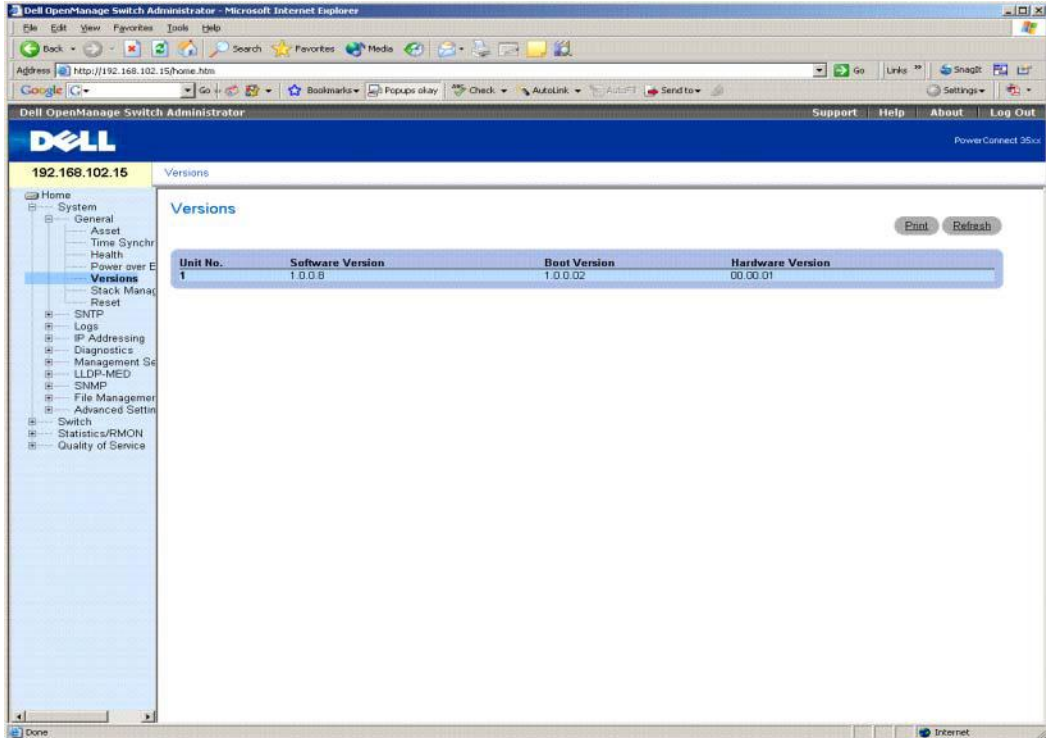 Dell OpenManage Switch Administrator - Microsoft Internet Explorer
File Edit View Favorites Tools Help
Back Search Favorites Media
Address http://192.168.102.15/home.htm Go Links » SnagIt
Google G Go Bookmarks Popups okay Check AutoLink AutoFill Send to Settings
Dell OpenManage Switch Administrator Support Help About Log Out
DELL PowerConnect 35xx
192.168.102.15 Versions
Home
System
General
Asset
Time Synchr
Health
Power over E
Versions
Stack Manag
Reset
SNTP
Logs
IP Addressing
Diagnostics
Management Se
LLDP-MED
SNMP
File Managemer
Advanced Settin
Switch
Statistics/RMON
Quality of Service
Versions
Print Refresh
Unit No. Software Version Boot Version Hardware Version
1 1.0.0.8 1.0.0.02 00.00.01
Done Internet